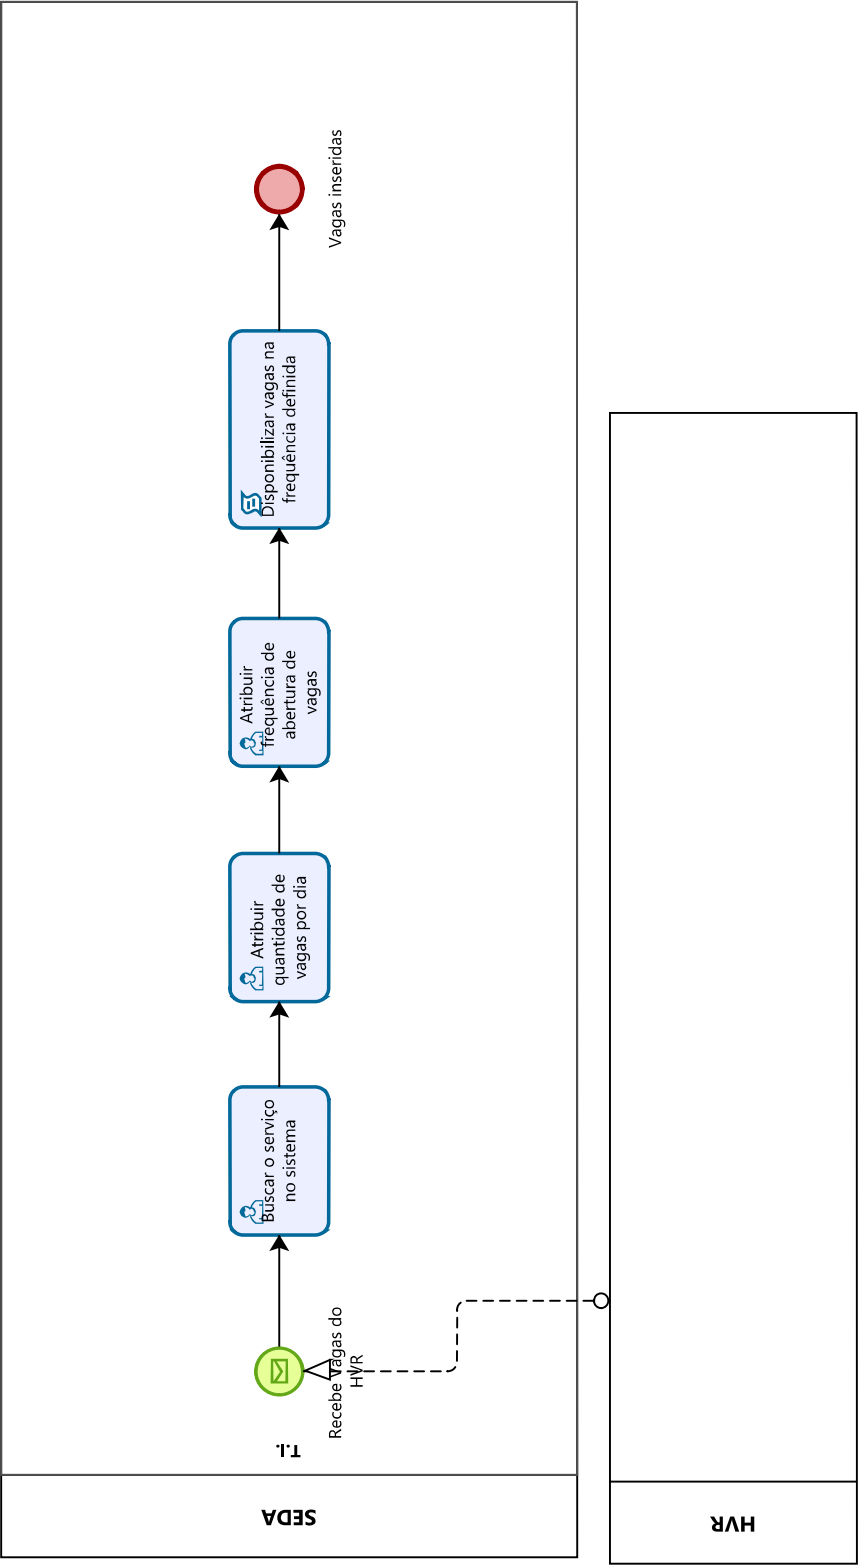 SEDA
T.I.
Recebe Vagas do
HVR
Buscar o serviço
no sistema
Atribuir
quantidade de
vagas por dia
Atribuir
frequência de
abertura de
vagas
Disponibilizar vagas na
frequência definida
Vagas inseridas
HVR